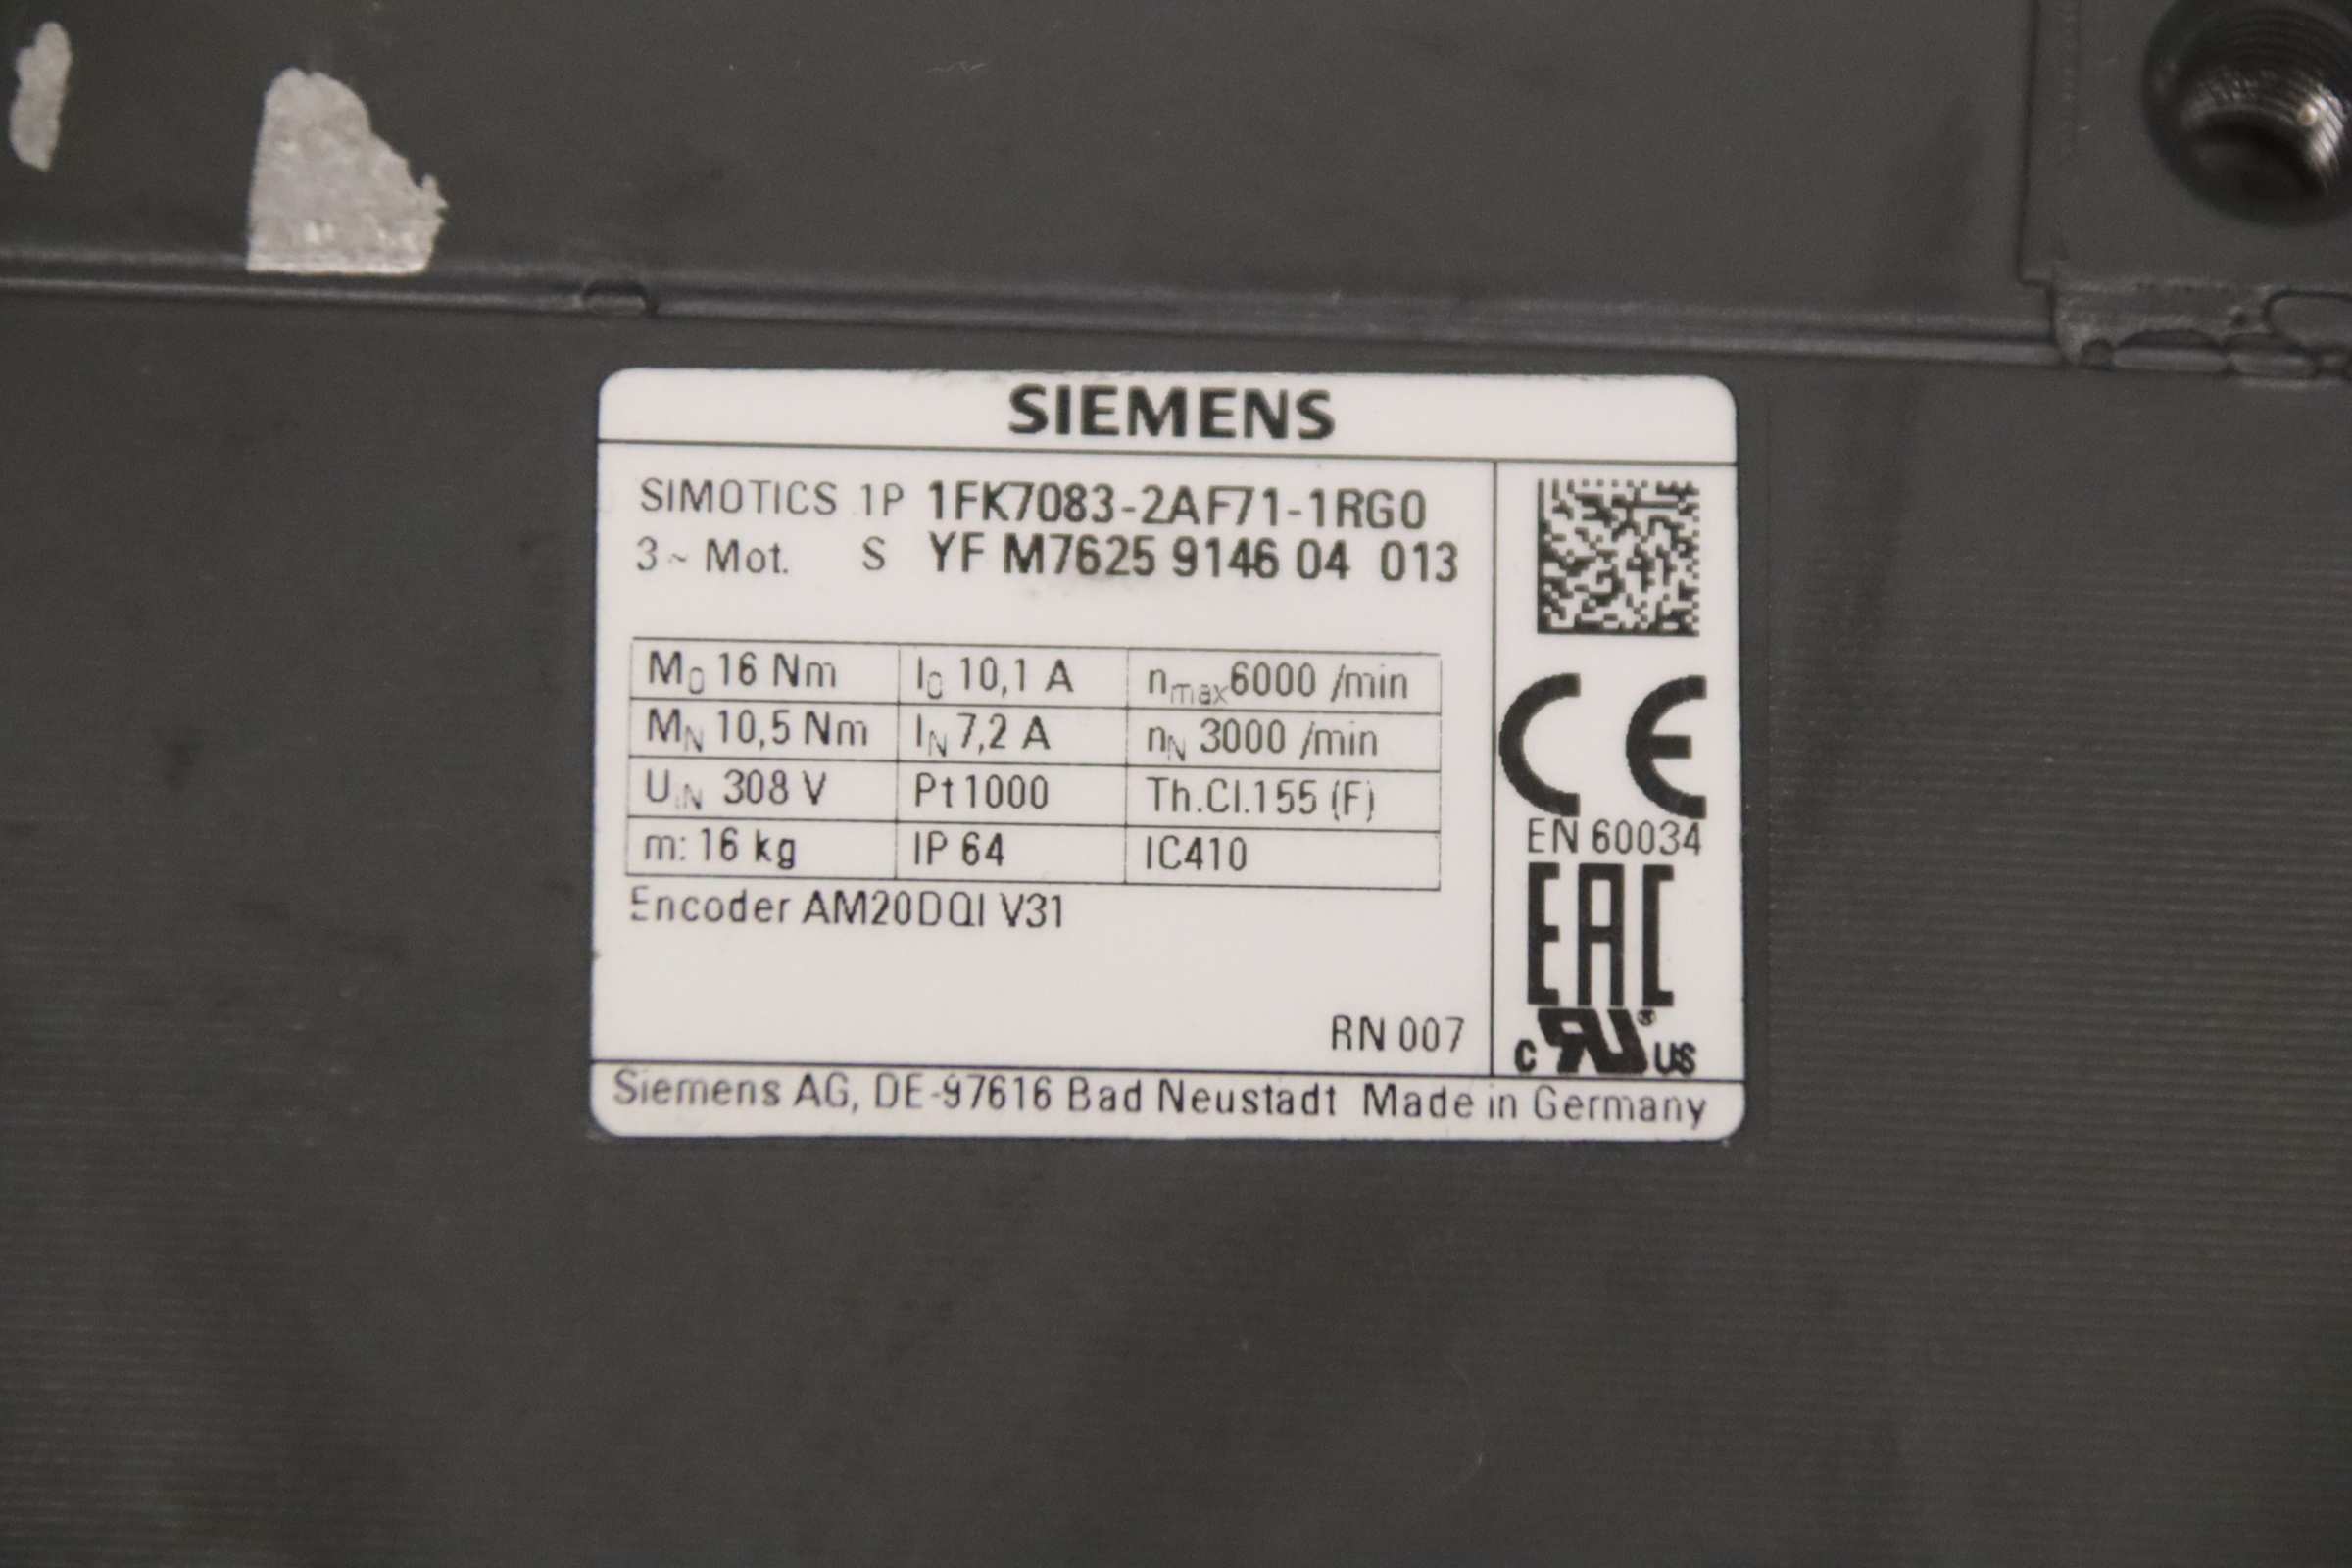 SIEMENS
SIMOTICS 1P 1FK7083-2AF71-1RG0
3~ Mot. S YF M7625 9146 04 013
M0 16 Nm I0 10,1 A nmax 6000 /min
MN 10,5 Nm IN 7,2 A nN 3000 /min
UIN 308 V Pt1000 Th.Cl.155 (F)
m: 16 kg IP 64 IC410
Encoder AM20DQI V31
RN 007
CE
EN 60034
EAC
c RU ® US
Siemens AG, DE-97616 Bad Neustadt Made in Germany